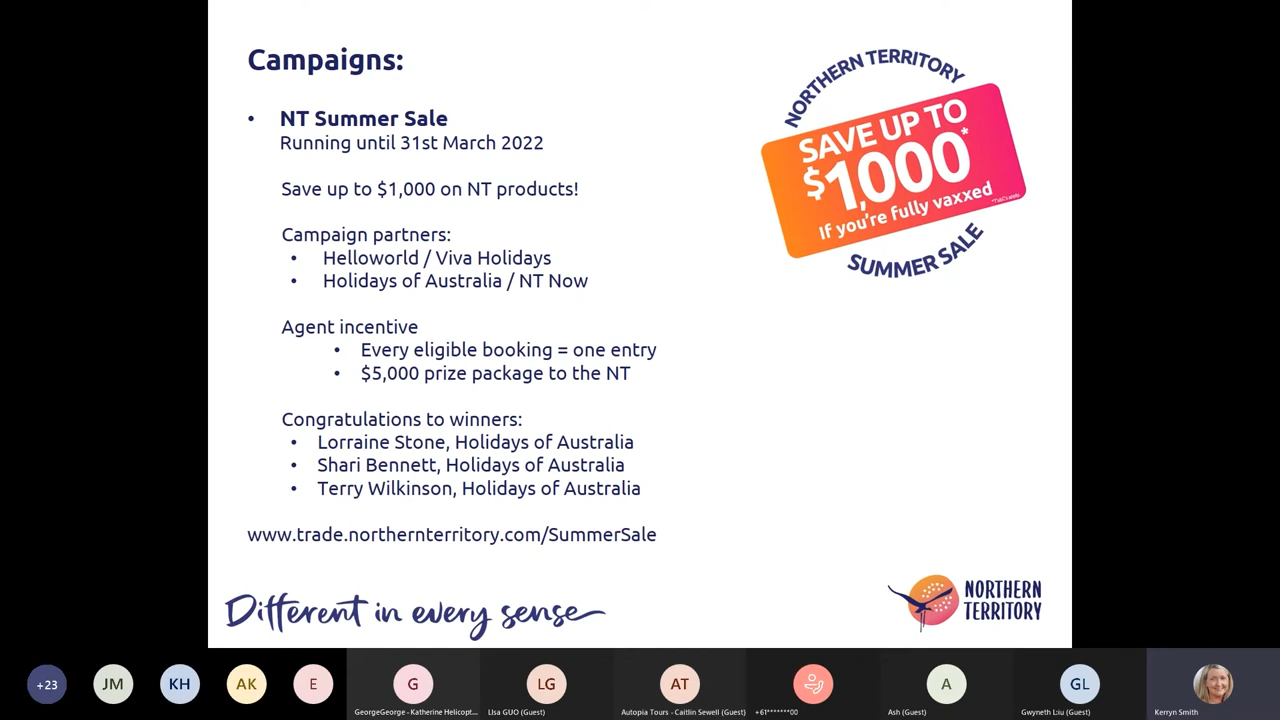 Campaigns:
• NT Summer Sale
Running until 31st March 2022
Save up to $1,000 on NT products!
Campaign partners:
• Helloworld / Viva Holidays
• Holidays of Australia / NT Now
Agent incentive
• Every eligible booking = one entry
• $5,000 prize package to the NT
Congratulations to winners:
• Lorraine Stone, Holidays of Australia
• Shari Bennett, Holidays of Australia
• Terry Wilkinson, Holidays of Australia
www.trade.northernterritory.com/SummerSale
NORTHERN TERRITORY
SAVE UP TO
$1,000*
If you're fully vaxxed
*T&C's apply.
SUMMER SALE
Different in every sense
NORTHERN
TERRITORY
+23
JM
KH
AK
E
G
GeorgeGeorge - Katherine Helicopt...
LG
LIsa GUO (Guest)
AT
Autopia Tours - Caitlin Sewell (Guest)
+61*******00
A
Ash (Guest)
GL
Gwyneth L:iu (Guest)
Kerryn Smith